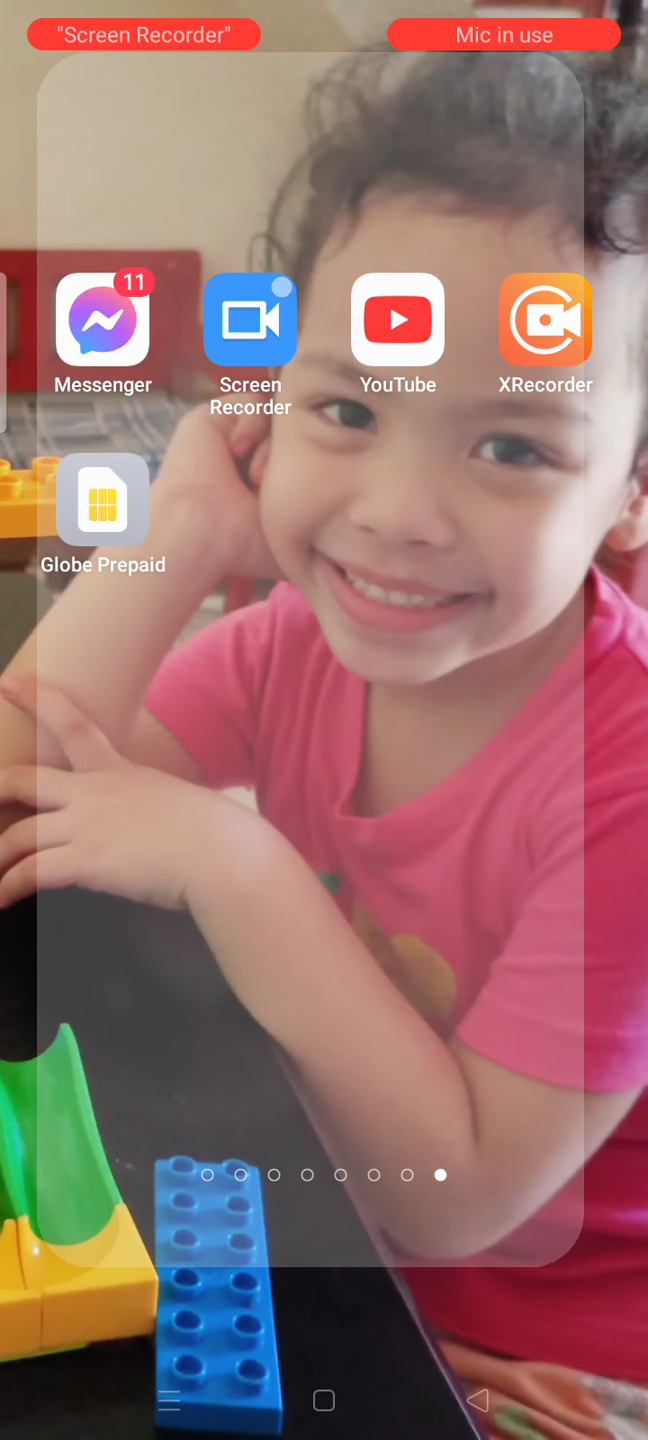 "Screen Recorder"
Mic in use
11
Messenger
Screen
Recorder
YouTube
XRecorder
Globe Prepaid